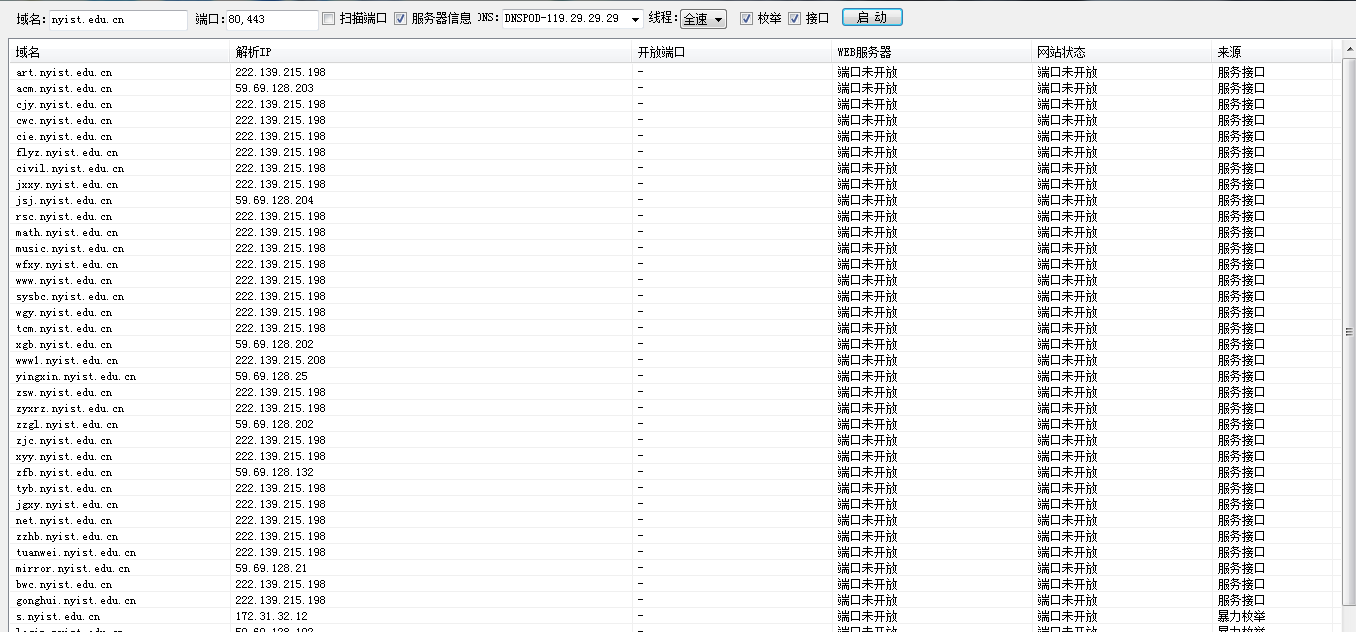 域名: nyist.edu.cn 端口: 80,443 扫描端口 服务器信息 DNS: DNSPOD-119.29.29.29 线程: 全速 枚举 接口 启 动
域名 解析IP 开放端口 WEB服务器 网站状态 来源
art.nyist.edu.cn 222.139.215.198 - 端口未开放 端口未开放 服务接口
acm.nyist.edu.cn 59.69.128.203 - 端口未开放 端口未开放 服务接口
cjy.nyist.edu.cn 222.139.215.198 - 端口未开放 端口未开放 服务接口
cwc.nyist.edu.cn 222.139.215.198 - 端口未开放 端口未开放 服务接口
cie.nyist.edu.cn 222.139.215.198 - 端口未开放 端口未开放 服务接口
flyz.nyist.edu.cn 222.139.215.198 - 端口未开放 端口未开放 服务接口
civil.nyist.edu.cn 222.139.215.198 - 端口未开放 端口未开放 服务接口
jxxy.nyist.edu.cn 222.139.215.198 - 端口未开放 端口未开放 服务接口
jsj.nyist.edu.cn 59.69.128.204 - 端口未开放 端口未开放 服务接口
rsc.nyist.edu.cn 222.139.215.198 - 端口未开放 端口未开放 服务接口
math.nyist.edu.cn 222.139.215.198 - 端口未开放 端口未开放 服务接口
music.nyist.edu.cn 222.139.215.198 - 端口未开放 端口未开放 服务接口
wfxy.nyist.edu.cn 222.139.215.198 - 端口未开放 端口未开放 服务接口
www.nyist.edu.cn 222.139.215.198 - 端口未开放 端口未开放 服务接口
sysbc.nyist.edu.cn 222.139.215.198 - 端口未开放 端口未开放 服务接口
wgy.nyist.edu.cn 222.139.215.198 - 端口未开放 端口未开放 服务接口
tcm.nyist.edu.cn 222.139.215.198 - 端口未开放 端口未开放 服务接口
xgb.nyist.edu.cn 59.69.128.202 - 端口未开放 端口未开放 服务接口
www1.nyist.edu.cn 222.139.215.208 - 端口未开放 端口未开放 服务接口
yingxin.nyist.edu.cn 59.69.128.25 - 端口未开放 端口未开放 服务接口
zsw.nyist.edu.cn 222.139.215.198 - 端口未开放 端口未开放 服务接口
zyxrz.nyist.edu.cn 222.139.215.198 - 端口未开放 端口未开放 服务接口
zzgl.nyist.edu.cn 59.69.128.202 - 端口未开放 端口未开放 服务接口
zjc.nyist.edu.cn 222.139.215.198 - 端口未开放 端口未开放 服务接口
xyy.nyist.edu.cn 222.139.215.198 - 端口未开放 端口未开放 服务接口
zfb.nyist.edu.cn 59.69.128.132 - 端口未开放 端口未开放 服务接口
tyb.nyist.edu.cn 222.139.215.198 - 端口未开放 端口未开放 服务接口
jgxy.nyist.edu.cn 222.139.215.198 - 端口未开放 端口未开放 服务接口
net.nyist.edu.cn 222.139.215.198 - 端口未开放 端口未开放 服务接口
zzhb.nyist.edu.cn 222.139.215.198 - 端口未开放 端口未开放 服务接口
tuanwei.nyist.edu.cn 222.139.215.198 - 端口未开放 端口未开放 服务接口
mirror.nyist.edu.cn 59.69.128.21 - 端口未开放 端口未开放 服务接口
bwc.nyist.edu.cn 222.139.215.198 - 端口未开放 端口未开放 服务接口
gonghui.nyist.edu.cn 222.139.215.198 - 端口未开放 端口未开放 服务接口
s.nyist.edu.cn 172.31.32.12 - 端口未开放 端口未开放 暴力枚举